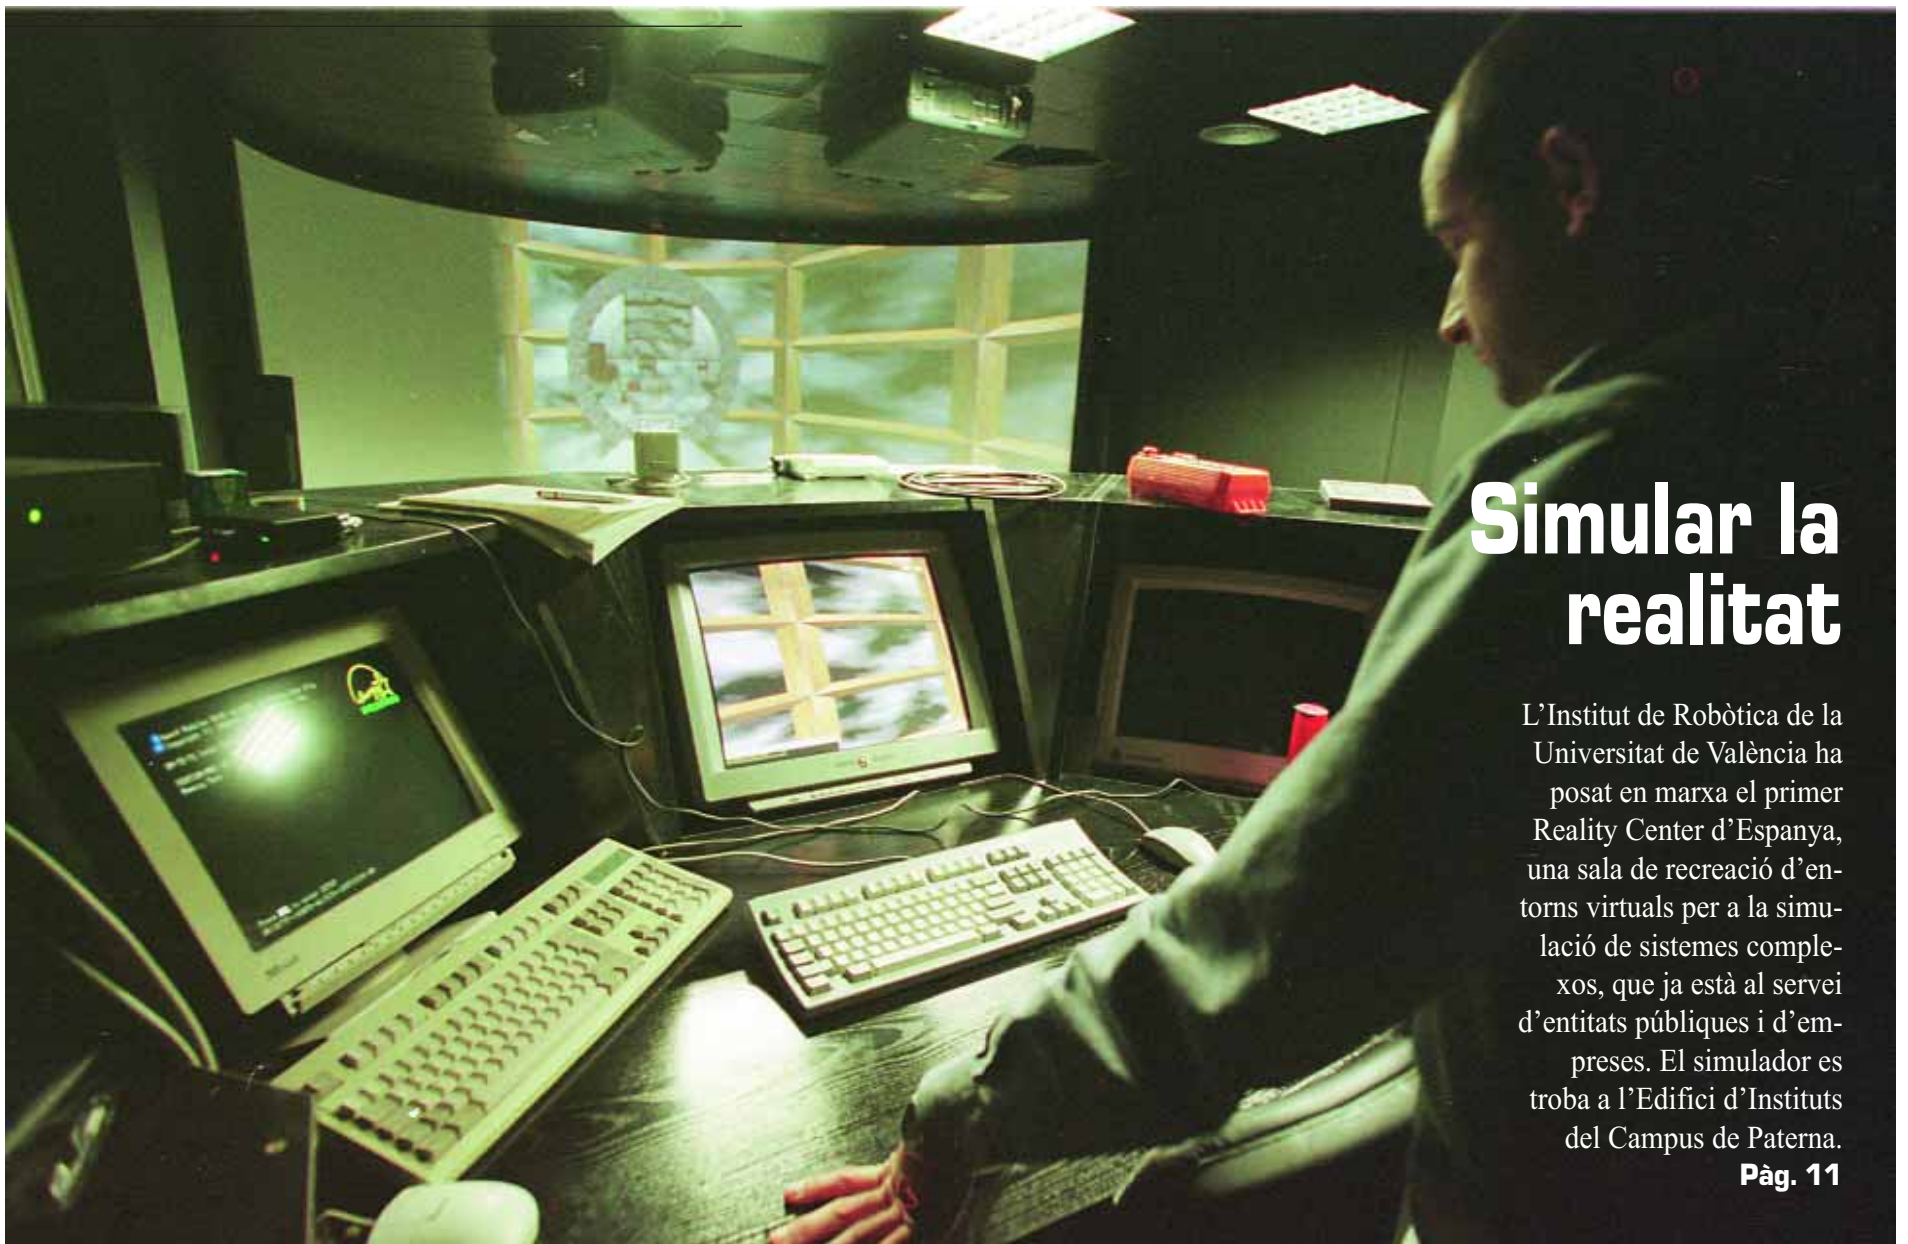 Simular la
realitat
L’Institut de Robòtica de la
Universitat de València ha
posat en marxa el primer
Reality Center d’Espanya,
una sala de recreació d’en-
torns virtuals per a la simu-
lació de sistemes comple-
xos, que ja està al servei
d’entitats públiques i d’em-
preses. El simulador es
troba a l’Edifici d’Instituts
del Campus de Paterna.
Pàg. 11